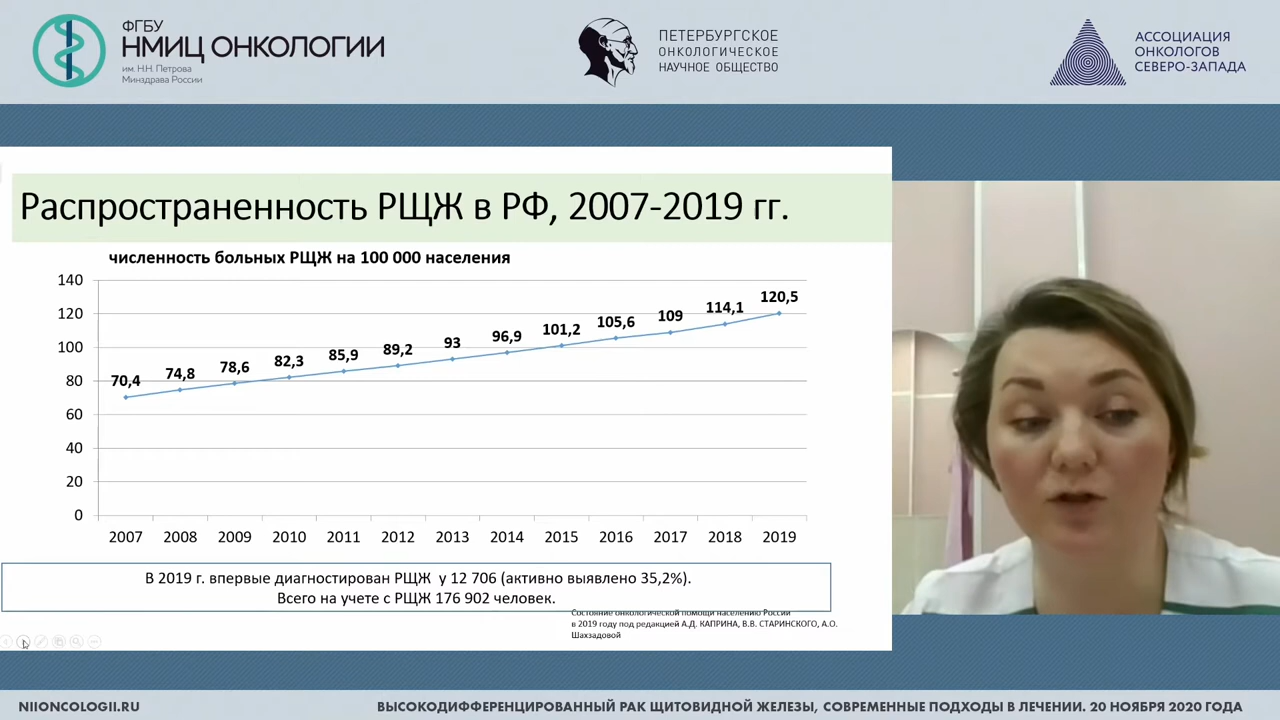 ФГБУ
НМИЦ ОНКОЛОГИИ
им. Н.Н. Петрова
Минздрава России
ПЕТЕРБУРГСКОЕ
ОНКОЛОГИЧЕСКОЕ
НАУЧНОЕ ОБЩЕСТВО
АССОЦИАЦИЯ
ОНКОЛОГОВ
СЕВЕРО-ЗАПАДА
Распространенность РЩЖ в РФ, 2007-2019 гг.
численность больных РЩЖ на 100 000 населения
140
120
100
80
60
40
20
0
70,4
74,8
78,6
82,3
85,9
89,2
93
96,9
101,2
105,6
109
114,1
120,5
2007 2008 2009 2010 2011 2012 2013 2014 2015 2016 2017 2018 2019
В 2019 г. впервые диагностирован РЩЖ у 12 706 (активно выявлено 35,2%).
Всего на учете с РЩЖ 176 902 человек.
Состояние онкологической помощи населению России
в 2019 году под редакцией А.Д. КАПРИНА, В.В. СТАРИНСКОГО, А.О.
Шахзадовой
NIIONCOLOGII.RU
ВЫСОКОДИФФЕРЕНЦИРОВАННЫЙ РАК ЩИТОВИДНОЙ ЖЕЛЕЗЫ, СОВРЕМЕННЫЕ ПОДХОДЫ В ЛЕЧЕНИИ. 20 НОЯБРЯ 2020 ГОДА